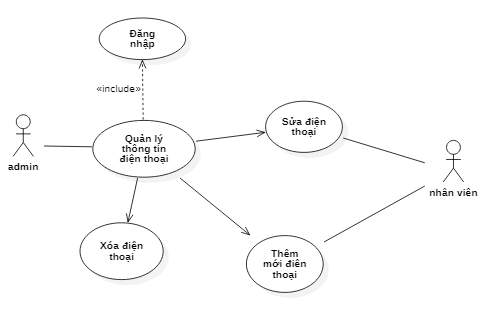 Đăng
nhập
«include»
Sửa điện
thoại
Quản lý
thông tin
điện thoại
admin
nhân viên
Xóa điện
thoại
Thêm
mới điên
thoại